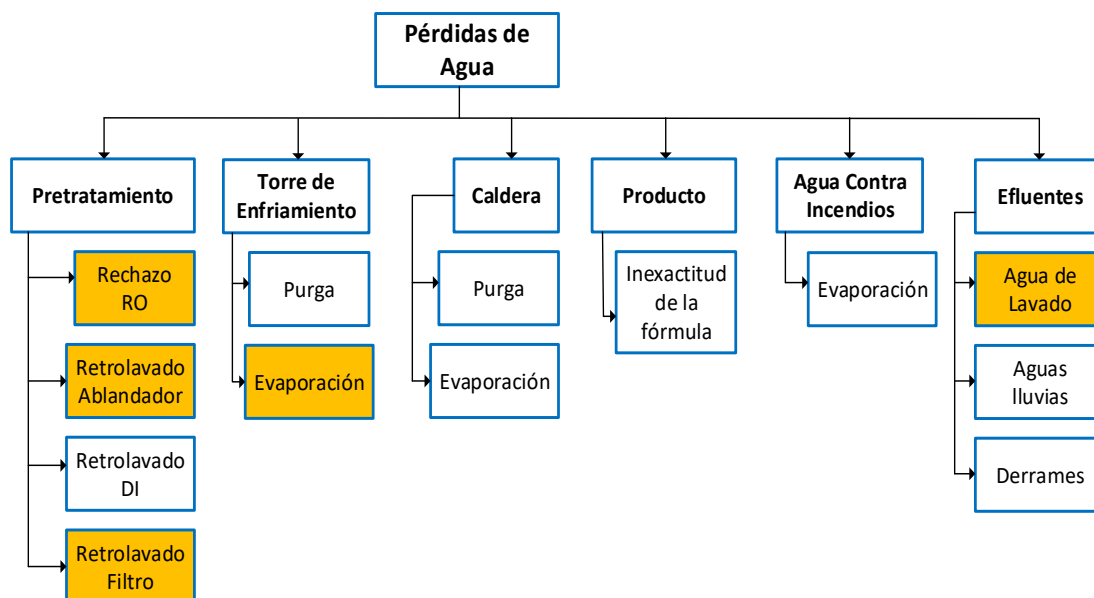 Pérdidas de
Agua
Pretratamiento
Torre de
Enfriamiento
Caldera
Producto
Agua Contra
Incendios
Efluentes
Rechazo
RO
Retrolavado
Ablandador
Retrolavado
DI
Retrolavado
Filtro
Purga
Evaporación
Purga
Evaporación
Inexactitud
de la
fórmula
Evaporación
Agua de
Lavado
Aguas
lluvias
Derrames